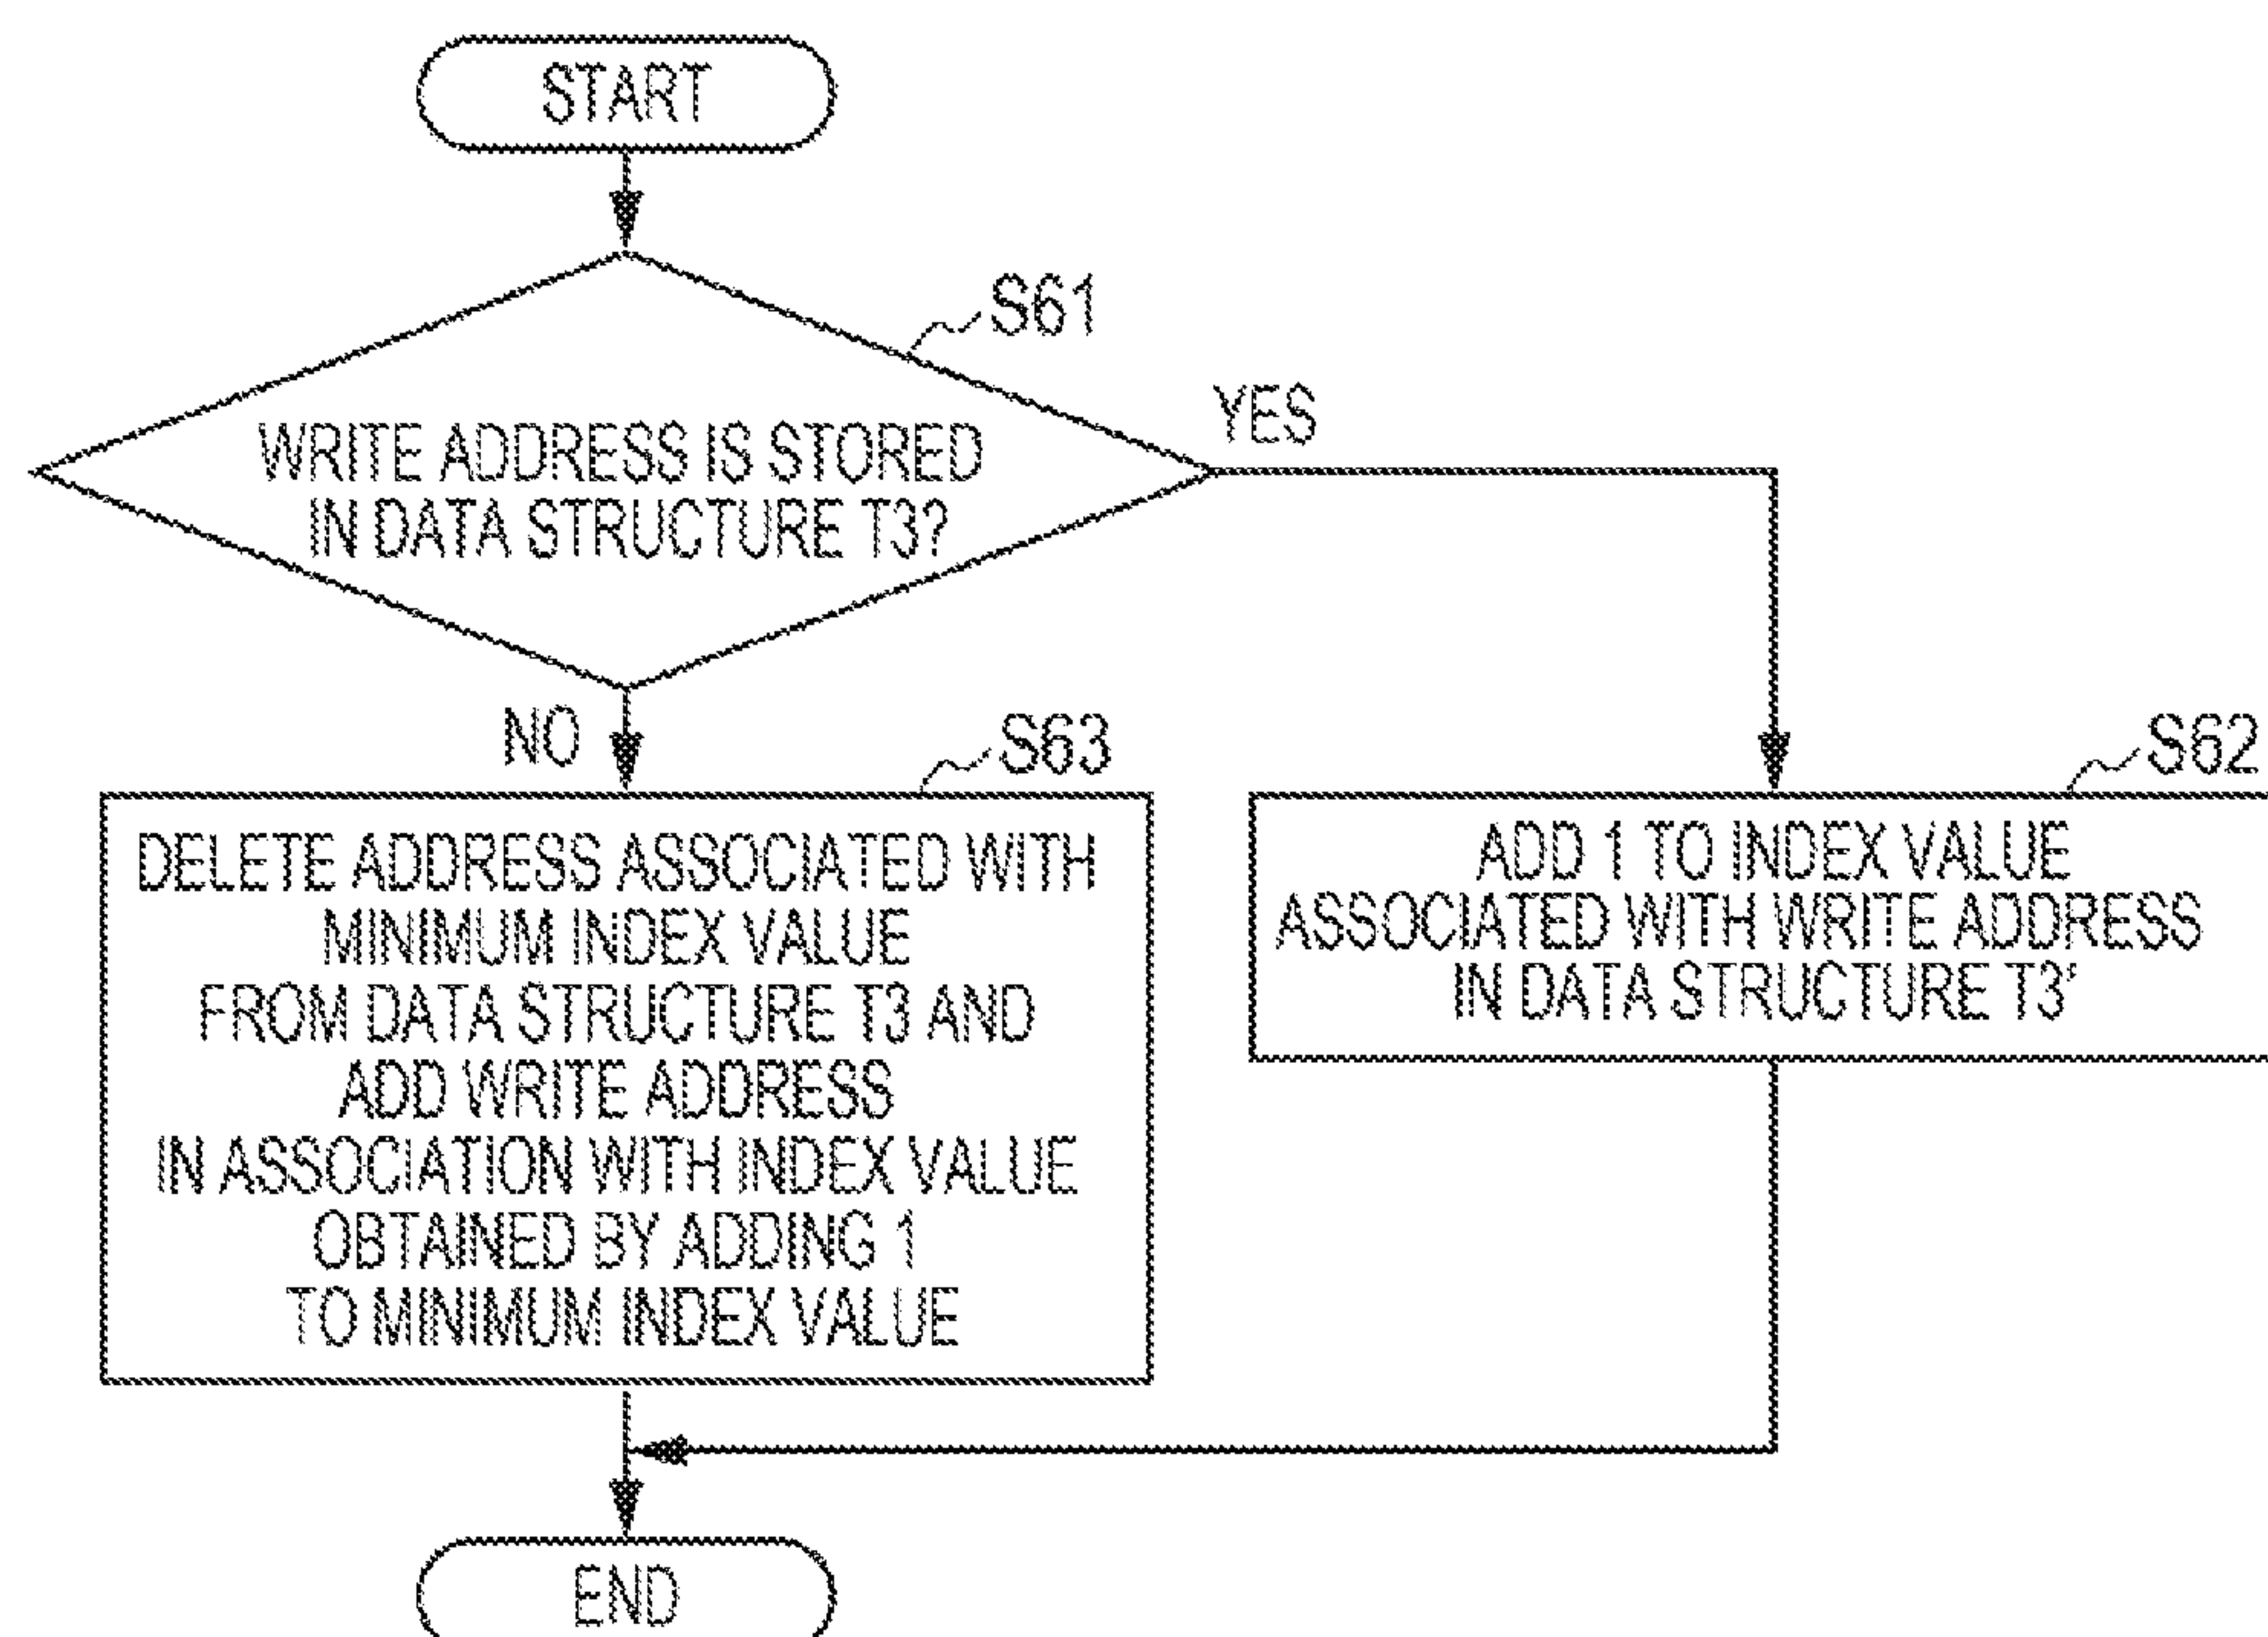 START
S61
WRITE ADDRESS IS STORED
IN DATA STRUCTURE T3?
YES
NO
S63
DELETE ADDRESS ASSOCIATED WITH
MINIMUM INDEX VALUE
FROM DATA STRUCTURE T3 AND
ADD WRITE ADDRESS
IN ASSOCIATION WITH INDEX VALUE
OBTAINED BY ADDING 1
TO MINIMUM INDEX VALUE
S62
ADD 1 TO INDEX VALUE
ASSOCIATED WITH WRITE ADDRESS
IN DATA STRUCTURE T3'
END